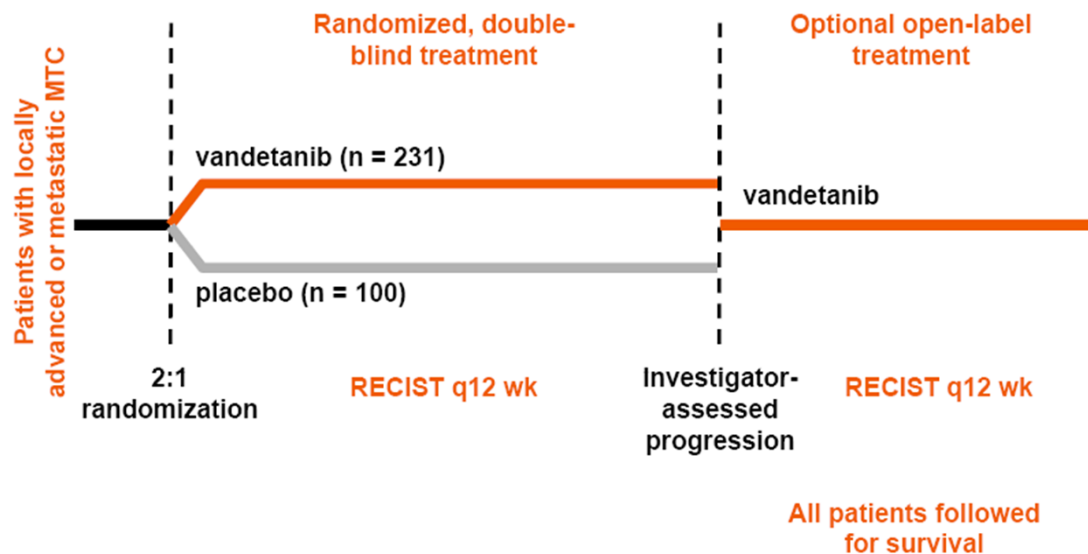 Patients with locally
advanced or metastatic MTC
Randomized, double-
blind treatment
Optional open-label
treatment
vandetanib (n = 231)
vandetanib
placebo (n = 100)
2:1
randomization
RECIST q12 wk
Investigator-
assessed
progression
RECIST q12 wk
All patients followed
for survival